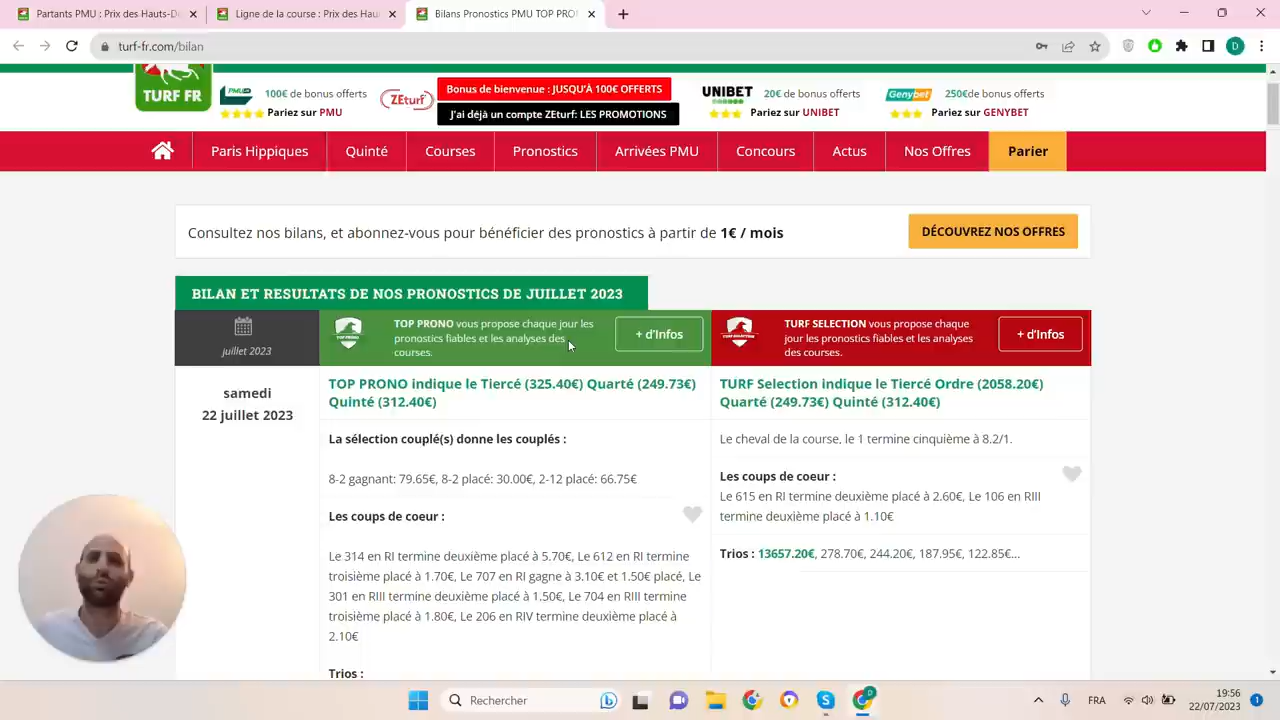 Partants PMU : Prix des Hauts-D
Ligne de la course : Prix des Hau
Bilans Pronostics PMU TOP PRO
turf-fr.com/bilan
D
TURF FR
PMU
100€ de bonus offerts
Pariez sur PMU
ZEturf
Bonus de bienvenue : JUSQU'À 100€ OFFERTS
J'ai déjà un compte ZEturf: LES PROMOTIONS
UNIBET
20€ de bonus offerts
Pariez sur UNIBET
Genybet
250€ de bonus offerts
Pariez sur GENYBET
Paris Hippiques
Quinté
Courses
Pronostics
Arrivées PMU
Concours
Actus
Nos Offres
Parier
Consultez nos bilans, et abonnez-vous pour bénéficier des pronostics à partir de 1€ / mois
DÉCOUVREZ NOS OFFRES
BILAN ET RESULTATS DE NOS PRONOSTICS DE JUILLET 2023
juillet 2023
TOP PRONO
TOP PRONO vous propose chaque jour les
pronostics fiables et les analyses des
courses.
+ d'Infos
TURF SELECTION vous propose chaque
jour les pronostics fiables et les analyses
des courses.
+ d'Infos
samedi
22 juillet 2023
TOP PRONO indique le Tiercé (325.40€) Quarté (249.73€)
Quinté (312.40€)
La sélection couplé(s) donne les couplés :
8-2 gagnant: 79.65€, 8-2 placé: 30.00€, 2-12 placé: 66.75€
Les coups de coeur :
Le 314 en RI termine deuxième placé à 5.70€, Le 612 en RI termine
troisième placé à 1.70€, Le 707 en RI gagne à 3.10€ et 1.50€ placé, Le
301 en RIII termine deuxième placé à 1.50€, Le 704 en RIII termine
troisième placé à 1.80€, Le 206 en RIV termine deuxième placé à
2.10€
Trios :
TURF Selection indique le Tiercé Ordre (2058.20€)
Quarté (249.73€) Quinté (312.40€)
Le cheval de la course, le 1 termine cinquième à 8.2/1.
Les coups de coeur :
Le 615 en RI termine deuxième placé à 2.60€, Le 106 en RIII
termine deuxième placé à 1.10€
Trios : 13657.20€, 278.70€, 244.20€, 187.95€, 122.85€...
Rechercher
D
FRA
19:56
22/07/2023